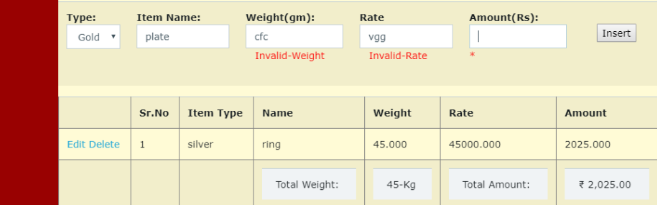 Type: Item Name: Weight(gm): Rate Amount(Rs):
Gold plate cfc vgg Insert
Invalid-Weight Invalid-Rate *
Sr.No Item Type Name Weight Rate Amount
Edit Delete 1 silver ring 45.000 45000.000 2025.000
Total Weight: 45-Kg Total Amount: ₹ 2,025.00